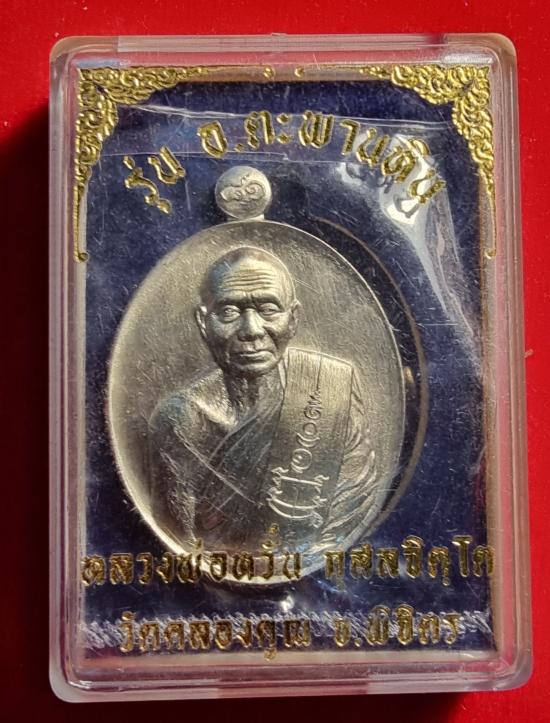 รุ่น อ.ตะพานหิน
หลวงพ่อหวั่น กุสลจิตฺโต
วัดคลองคูณ จ.พิจิตร